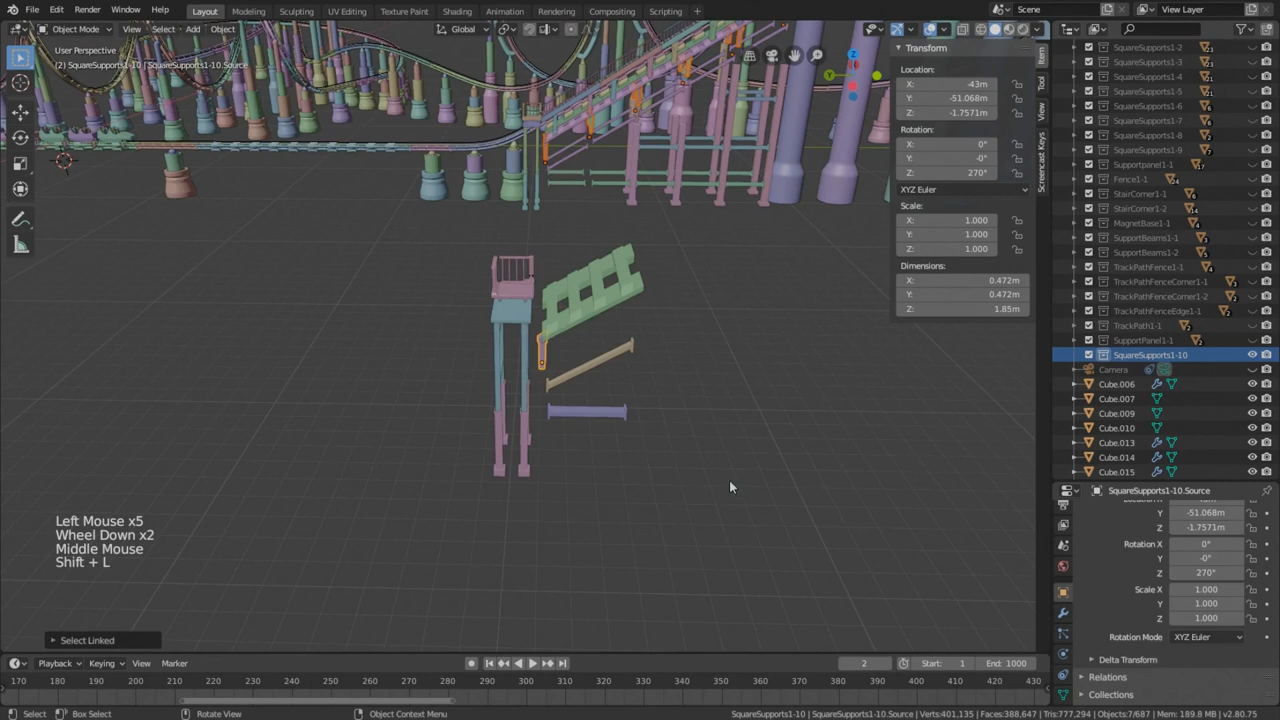 File Edit Render Window Help Layout Modeling Sculpting UV Editing Texture Paint Shading Animation Rendering Compositing Scripting + Scene View Layer
Object Mode View Select Add Object Global
User Perspective
(2) SquareSupports1-10 | SquareSupports1-10.Source
Transform
Location:
X: -43m
Y: -51.068m
Z: -1.7571m
Rotation:
X: 0°
Y: -0°
Z: 270°
XYZ Euler
Scale:
X: 1.000
Y: 1.000
Z: 1.000
Dimensions:
X: 0.472m
Y: 0.472m
Z: 1.85m
Item
Tool
View
Screencast Keys
SquareSupports1-2
SquareSupports1-3
SquareSupports1-4
SquareSupports1-5
SquareSupports1-6
SquareSupports1-7
SquareSupports1-8
SquareSupports1-9
Supportpanel1-1
Fence1-1
StairCorner1-1
StairCorner1-2
MagnetBase1-1
SupportBeams1-1
SupportBeams1-2
TrackPathFence1-1
TrackPathFenceCorner1-1
TrackPathFenceCorner1-2
TrackPathFenceEdge1-1
TrackPath1-1
SupportPanel1-1
SquareSupports1-10
Camera
Cube.006
Cube.007
Cube.009
Cube.010
Cube.013
Cube.014
Cube.015
SquareSupports1-10.Source
Y -51.068m
Z -1.7571m
Rotation X 0°
Y -0°
Z 270°
Scale X 1.000
Y 1.000
Z 1.000
Rotation Mode XYZ Euler
Delta Transform
Relations
Collections
Left Mouse x5
Wheel Down x2
Middle Mouse
Shift + L
Select Linked
Playback Keying View Marker 2 Start: 1 End: 1000
170 180 190 200 210 220 230 240 250 260 270 280 290 300 310 320 330 340 350 360 370 380 390 400 410 420 430
Select Box Select Rotate View Object Context Menu SquareSupports1-10 | SquareSupports1-10.Source | Verts:401,135 | Faces:388,647 | Tris:777,294 | Objects:7/687 | Mem: 189.8 MB | v2.80.75